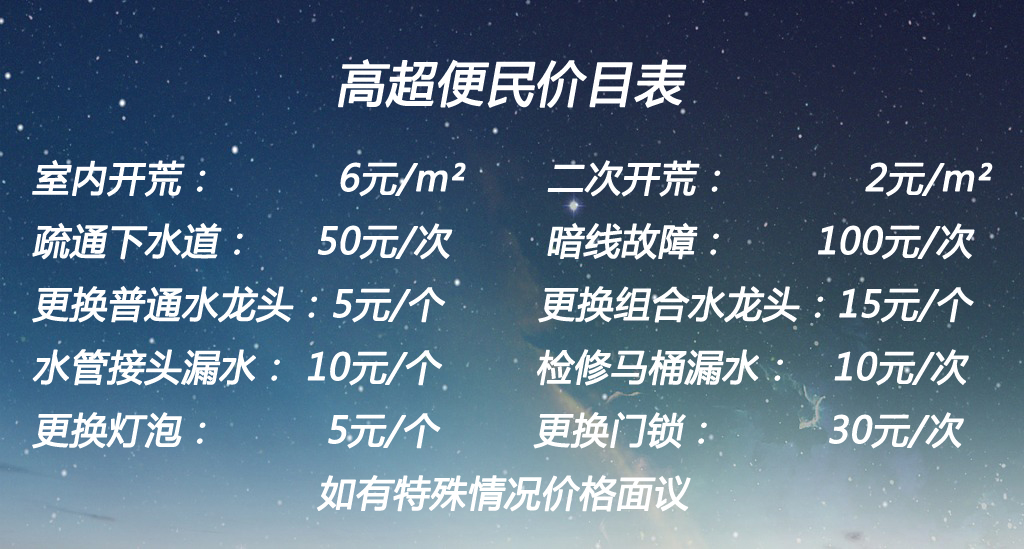 高超便民价目表
室内开荒： 6元/m² 二次开荒： 2元/m²
疏通下水道： 50元/次 暗线故障： 100元/次
更换普通水龙头：5元/个 更换组合水龙头：15元/个
水管接头漏水： 10元/个 检修马桶漏水： 10元/次
更换灯泡： 5元/个 更换门锁： 30元/次
如有特殊情况价格面议